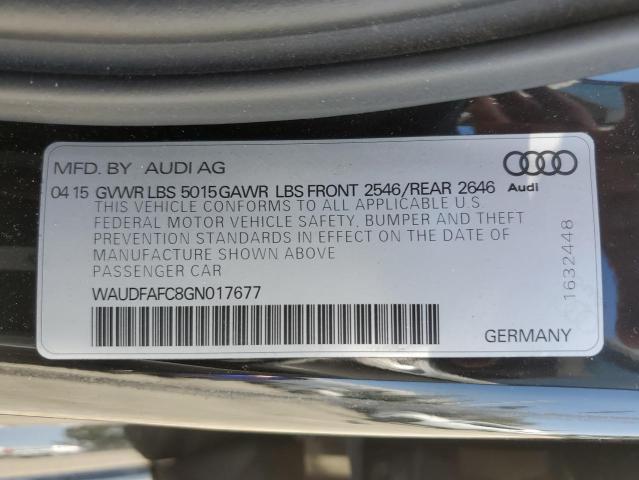 MFD. BY AUDI AG
04 15 GVWR LBS 5015 GAWR LBS FRONT 2546/REAR 2646
Audi
THIS VEHICLE CONFORMS TO ALL APPLICABLE U.S.
FEDERAL MOTOR VEHICLE SAFETY, BUMPER AND THEFT
PREVENTION STANDARDS IN EFFECT ON THE DATE OF
MANUFACTURE SHOWN ABOVE
PASSENGER CAR
WAUDFAFC8GN017677
GERMANY
1632448